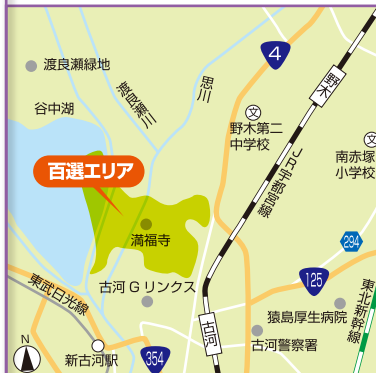 4
渡良瀬緑地
渡良瀬川
思川
野木
谷中湖
文
野木第二
中学校
JR宇都宮線
文
南赤塚
小学校
百選エリア
満福寺
294
125
古河Gリンクス
東武日光線
東北新幹線
猿島厚生病院
古河
古河警察署
N
新古河駅
354